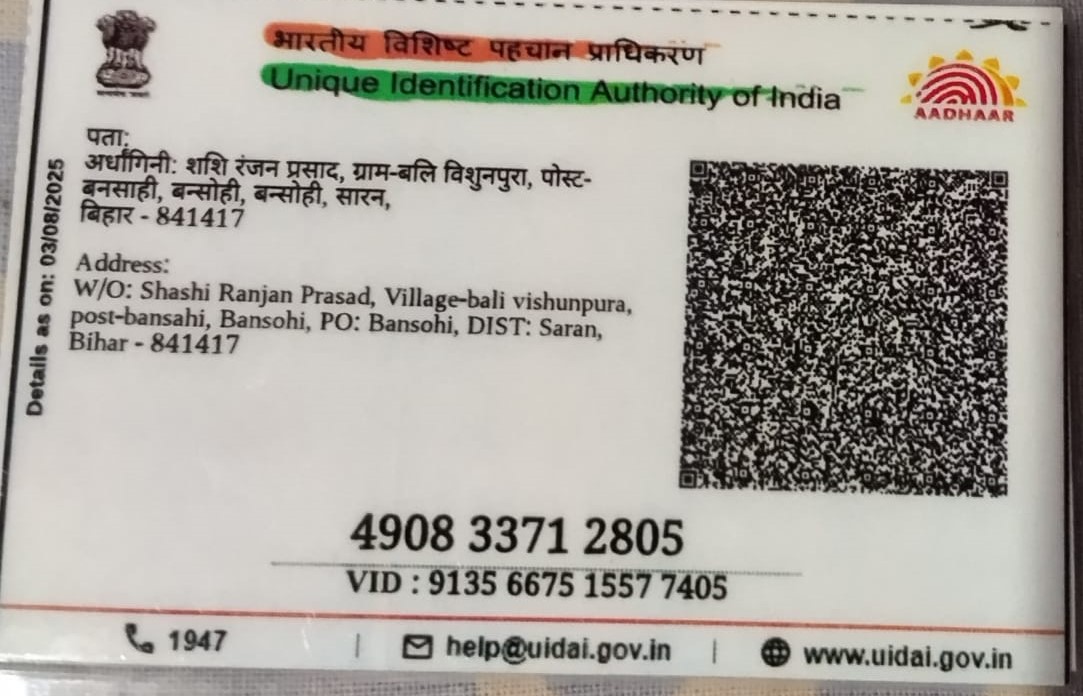 भारतीय विशिष्ट पहचान प्राधिकरण
Unique Identification Authority of India
AADHAAR
Details as on: 03/08/2025
पता:
अर्धांगिनी: शशि रंजन प्रसाद, ग्राम-बलि विशुनपुरा, पोस्ट-
बनसाही, बन्सोही, बन्सोही, सारन,
बिहार - 841417
Address:
W/O: Shashi Ranjan Prasad, Village-bali vishunpura,
post-bansahi, Bansohi, PO: Bansohi, DIST: Saran,
Bihar - 841417
4908 3371 2805
VID : 9135 6675 1557 7405
1947 | help@uidai.gov.in | www.uidai.gov.in